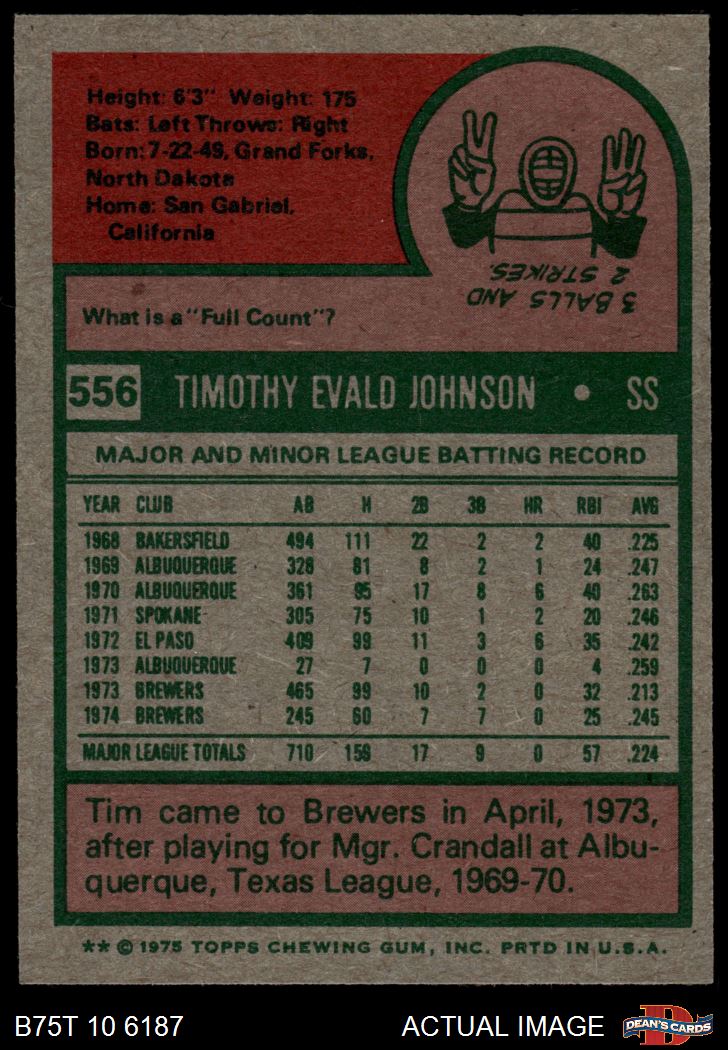 Height: 6'3" Weight: 175
Bats: Left Throws: Right
Born: 7-22-49, Grand Forks,
North Dakota
Home: San Gabriel,
California
What is a "Full Count"?
3 BALLS AND
2 STRIKES.
556 TIMOTHY EVALD JOHNSON • SS
MAJOR AND MINOR LEAGUE BATTING RECORD
YEAR CLUB AB H 2B 3B HR RBI AVG
1968 BAKERSFIELD 494 111 22 2 2 40 .225
1969 ALBUQUERQUE 328 81 8 2 1 24 .247
1970 ALBUQUERQUE 361 95 17 8 6 40 .263
1971 SPOKANE 305 75 10 1 2 20 .246
1972 EL PASO 409 99 11 3 6 35 .242
1973 ALBUQUERQUE 27 7 0 0 0 4 .259
1973 BREWERS 465 99 10 2 0 32 .213
1974 BREWERS 245 60 7 7 0 25 .245
MAJOR LEAGUE TOTALS 710 159 17 9 0 57 .224
Tim came to Brewers in April, 1973,
after playing for Mgr. Crandall at Albu-
querque, Texas League, 1969-70.
** © 1975 TOPPS CHEWING GUM, INC. PRTD IN U.S.A.
B75T 10 6187 ACTUAL IMAGE D DEAN'S CARDS